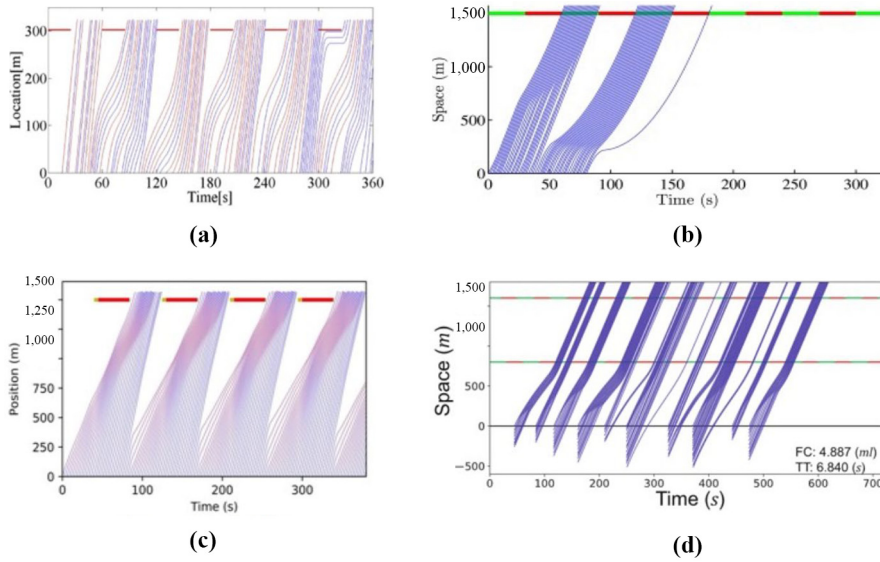 300
200
100
0
Location[m]
0 60 120 180 240 300 360
Time[s]
(a)
1,500
1,000
500
0
Space (m)
0 50 100 150 200 250 300
Time (s)
(b)
1,500
1,250
1,000
750
500
250
0
Position (m)
0 100 200 300
Time (s)
(c)
1,500
1,000
500
0
−500
Space (m)
FC: 4.887 (ml)
TT: 6.840 (s)
0 100 200 300 400 500 600 700
Time (s)
(d)